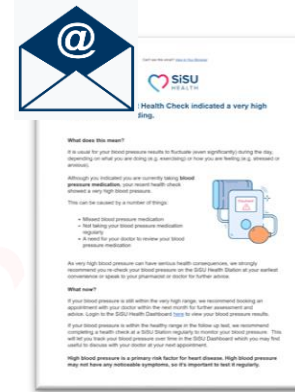 @
Can't see this email? View in Your Browser
SiSU
HEALTH
Health Check indicated a very high
ding.
What does this mean?
It is usual for your blood pressure results to fluctuate (even significantly) during the day,
depending on what you are doing (e.g. exercising) or how you are feeling (e.g. stressed or
anxious).
Although you indicated you are currently taking blood
pressure medication, your recent health check
showed a very high blood pressure.
This can be caused by a number of things:
• Missed blood pressure medication
• Not taking your blood pressure medication
regularly
• A need for your doctor to review your blood
pressure medication
As very high blood pressure can have serious health consequences, we strongly
recommend you re-check your blood pressure on the SiSU Health Station at your earliest
convenience or speak to your pharmacist or doctor for further advice.
What now?
If your blood pressure is still within the very high range, we recommend booking an
appointment with your doctor within the next month for further assessment and
advice. Login to the SiSU Health Dashboard here to view your blood pressure results.
If your blood pressure is within the healthy range in the follow up test, we recommend
completing a health check at a SiSU Station regularly to monitor your blood pressure. This
will let you track your blood pressure over time in the SiSU Dashboard which you may find
useful to discuss with your doctor at your next appointment.
High blood pressure is a primary risk factor for heart disease. High blood pressure
may not have any noticeable symptoms, so it's important to test it regularly.